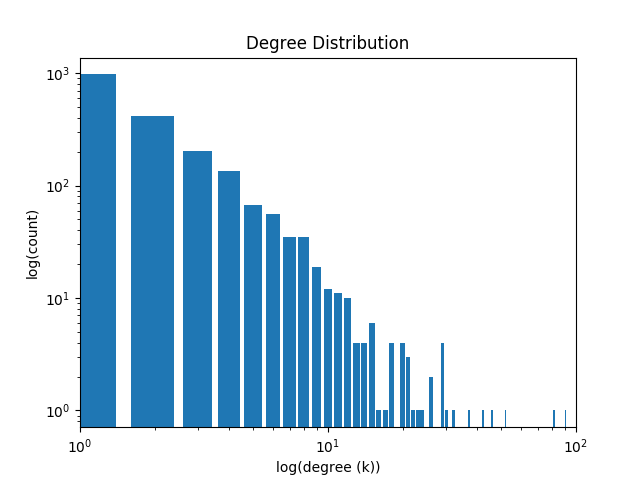 Degree Distribution
10³
10²
10¹
10⁰
log(count)
10⁰ 10¹ 10²
log(degree (k))